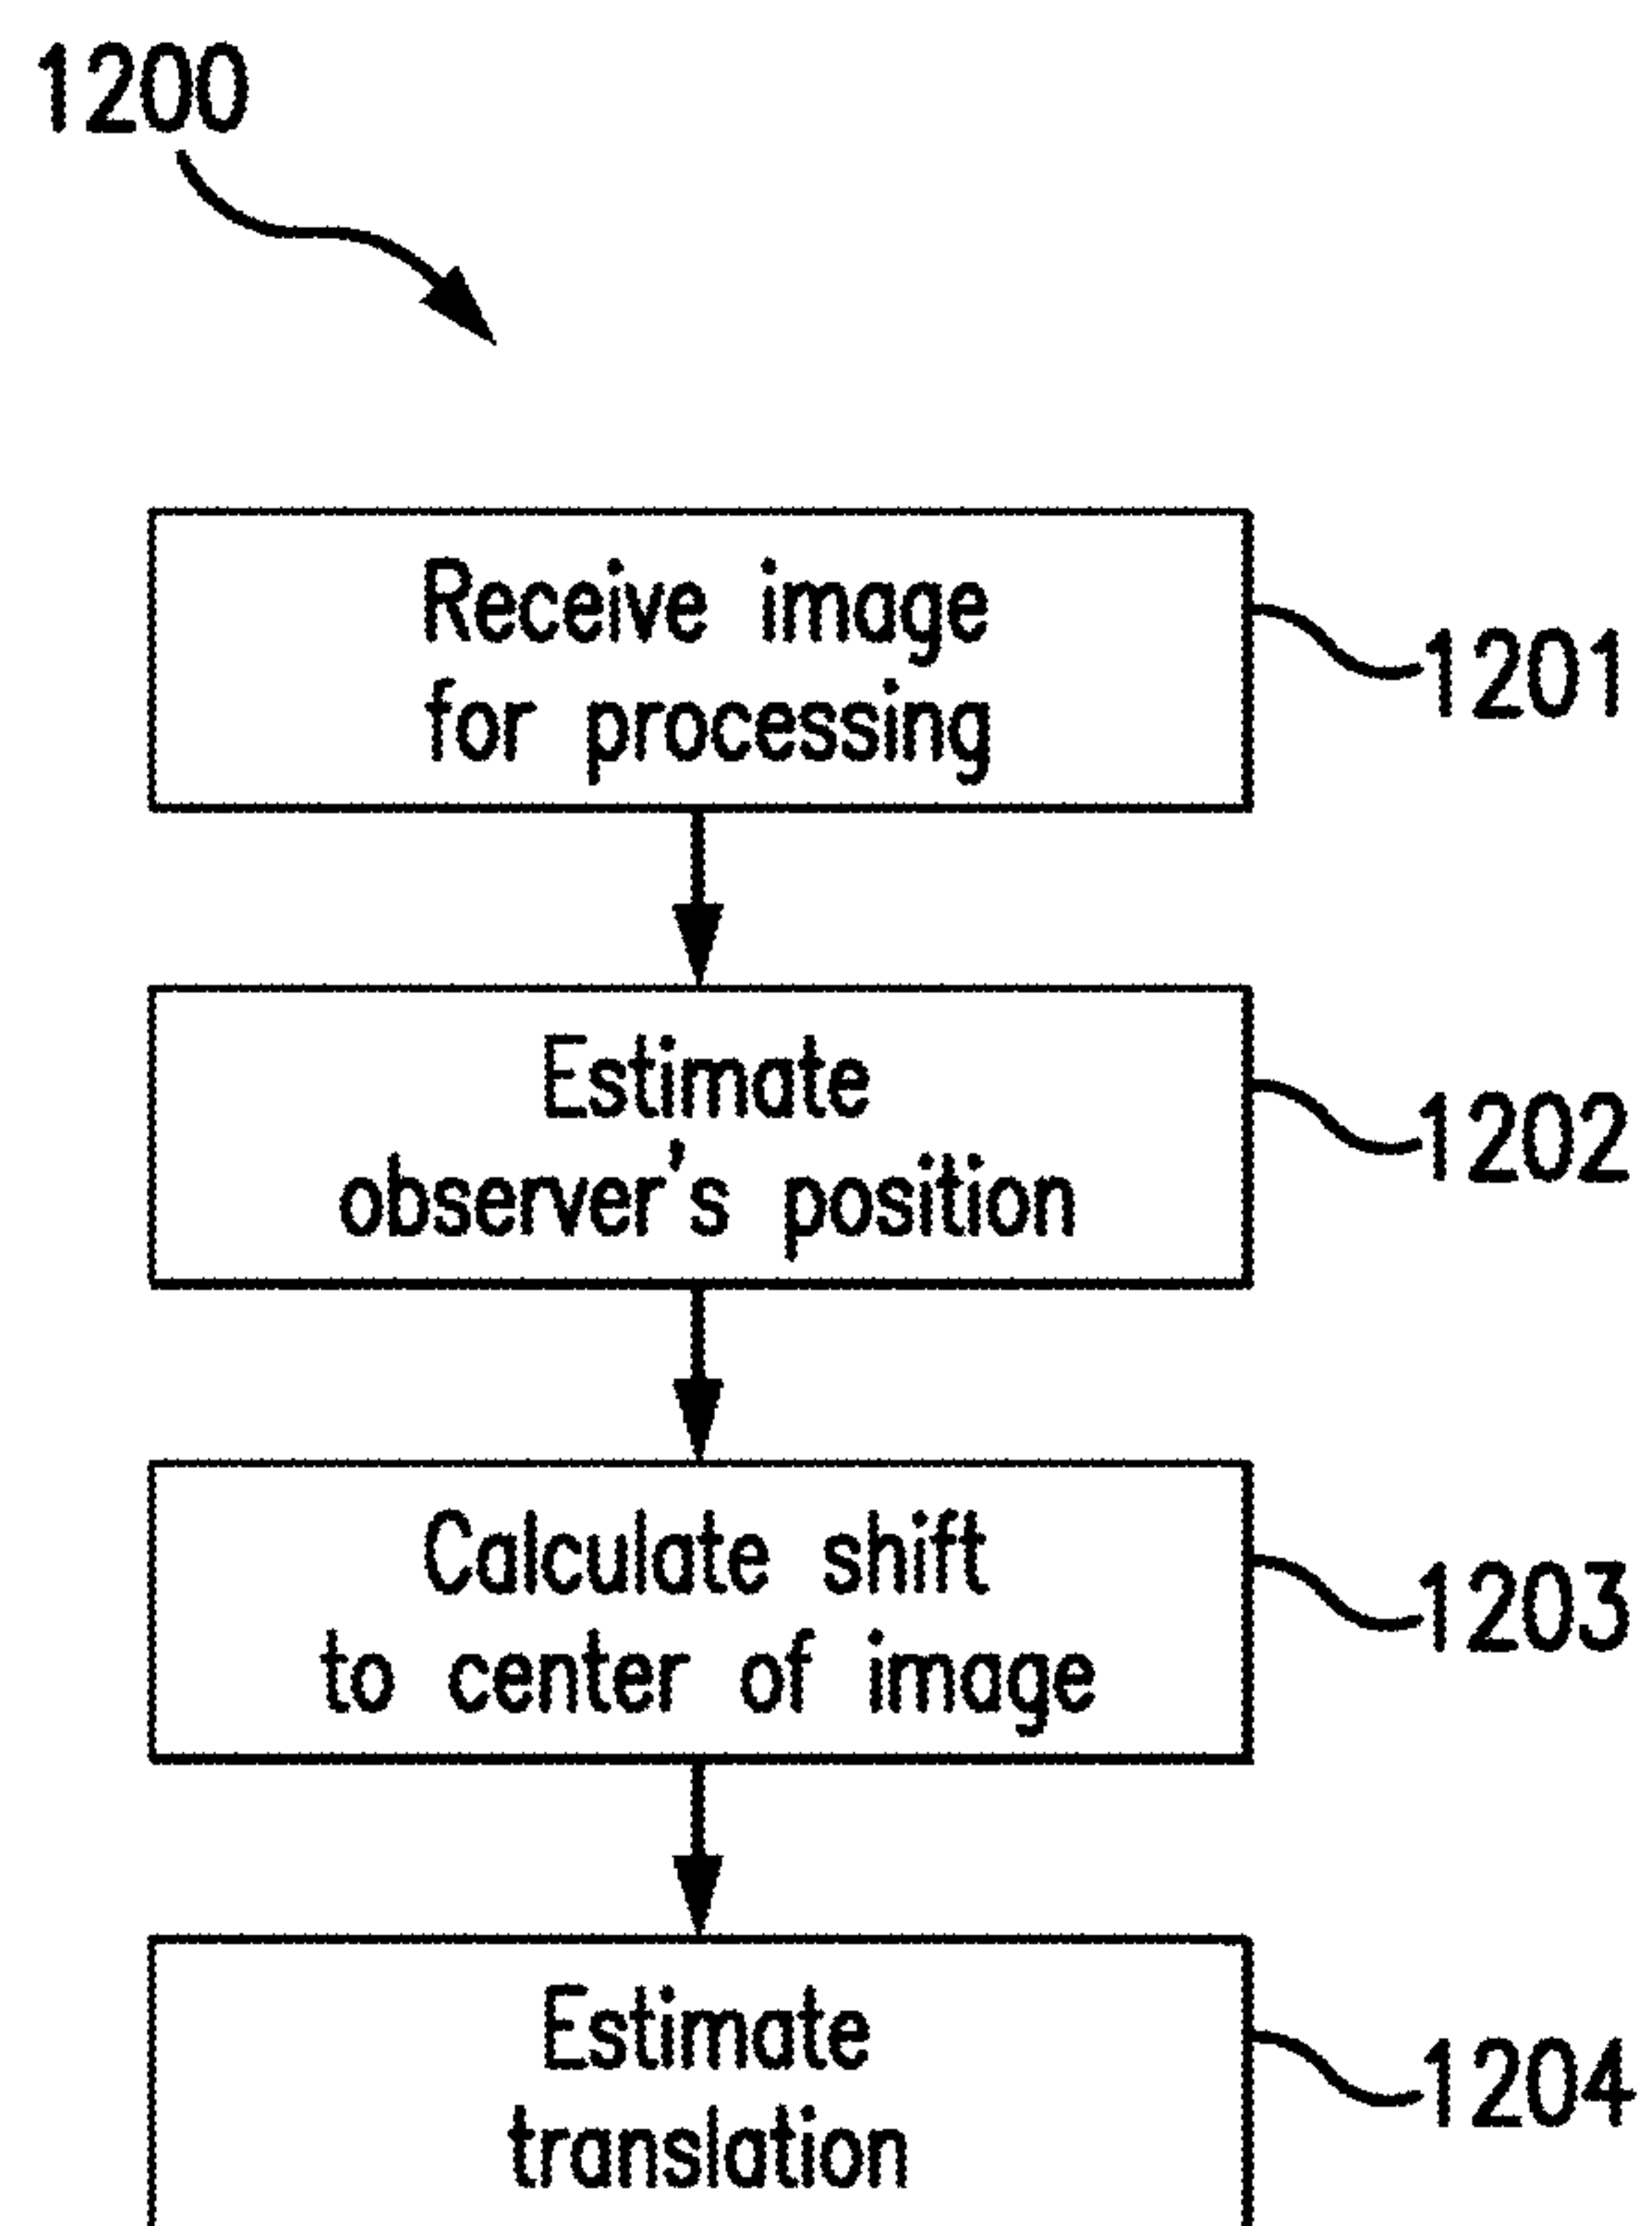 1200
Receive image
for processing
1201
Estimate
observer's position
1202
Calculate shift
to center of image
1203
Estimate
translation
1204